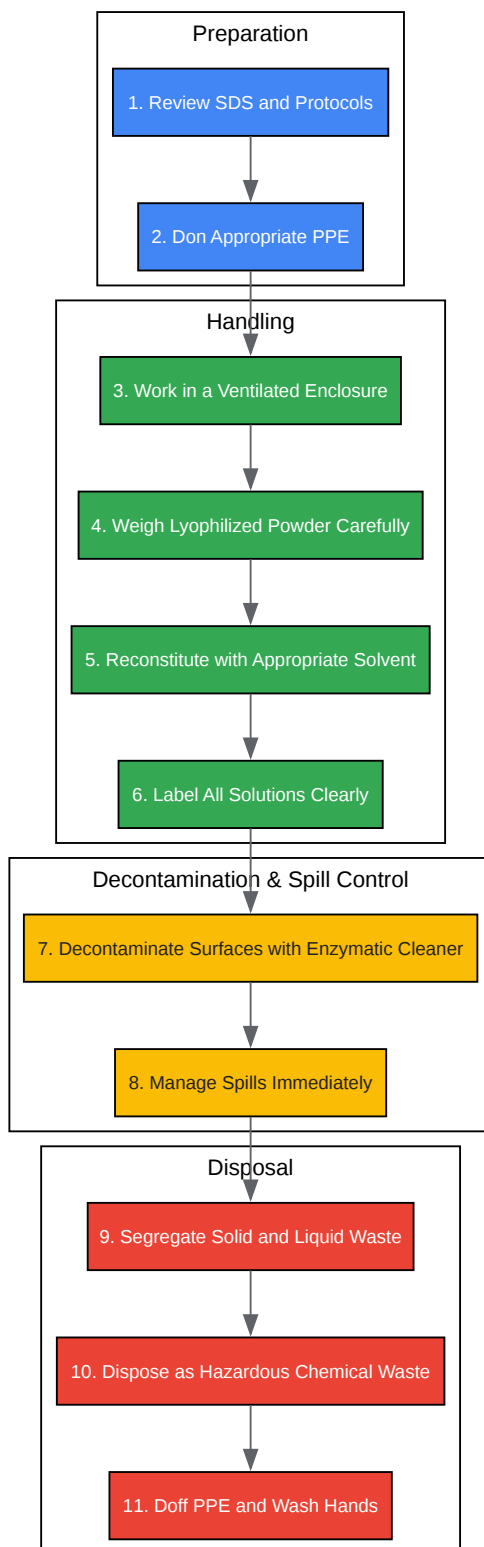 Preparation
1. Review SDS and Protocols
2. Don Appropriate PPE
Handling
3. Work in a Ventilated Enclosure
4. Weigh Lyophilized Powder Carefully
5. Reconstitute with Appropriate Solvent
6. Label All Solutions Clearly
Decontamination & Spill Control
7. Decontaminate Surfaces with Enzymatic Cleaner
8. Manage Spills Immediately
Disposal
9. Segregate Solid and Liquid Waste
10. Dispose as Hazardous Chemical Waste
11. Doff PPE and Wash Hands